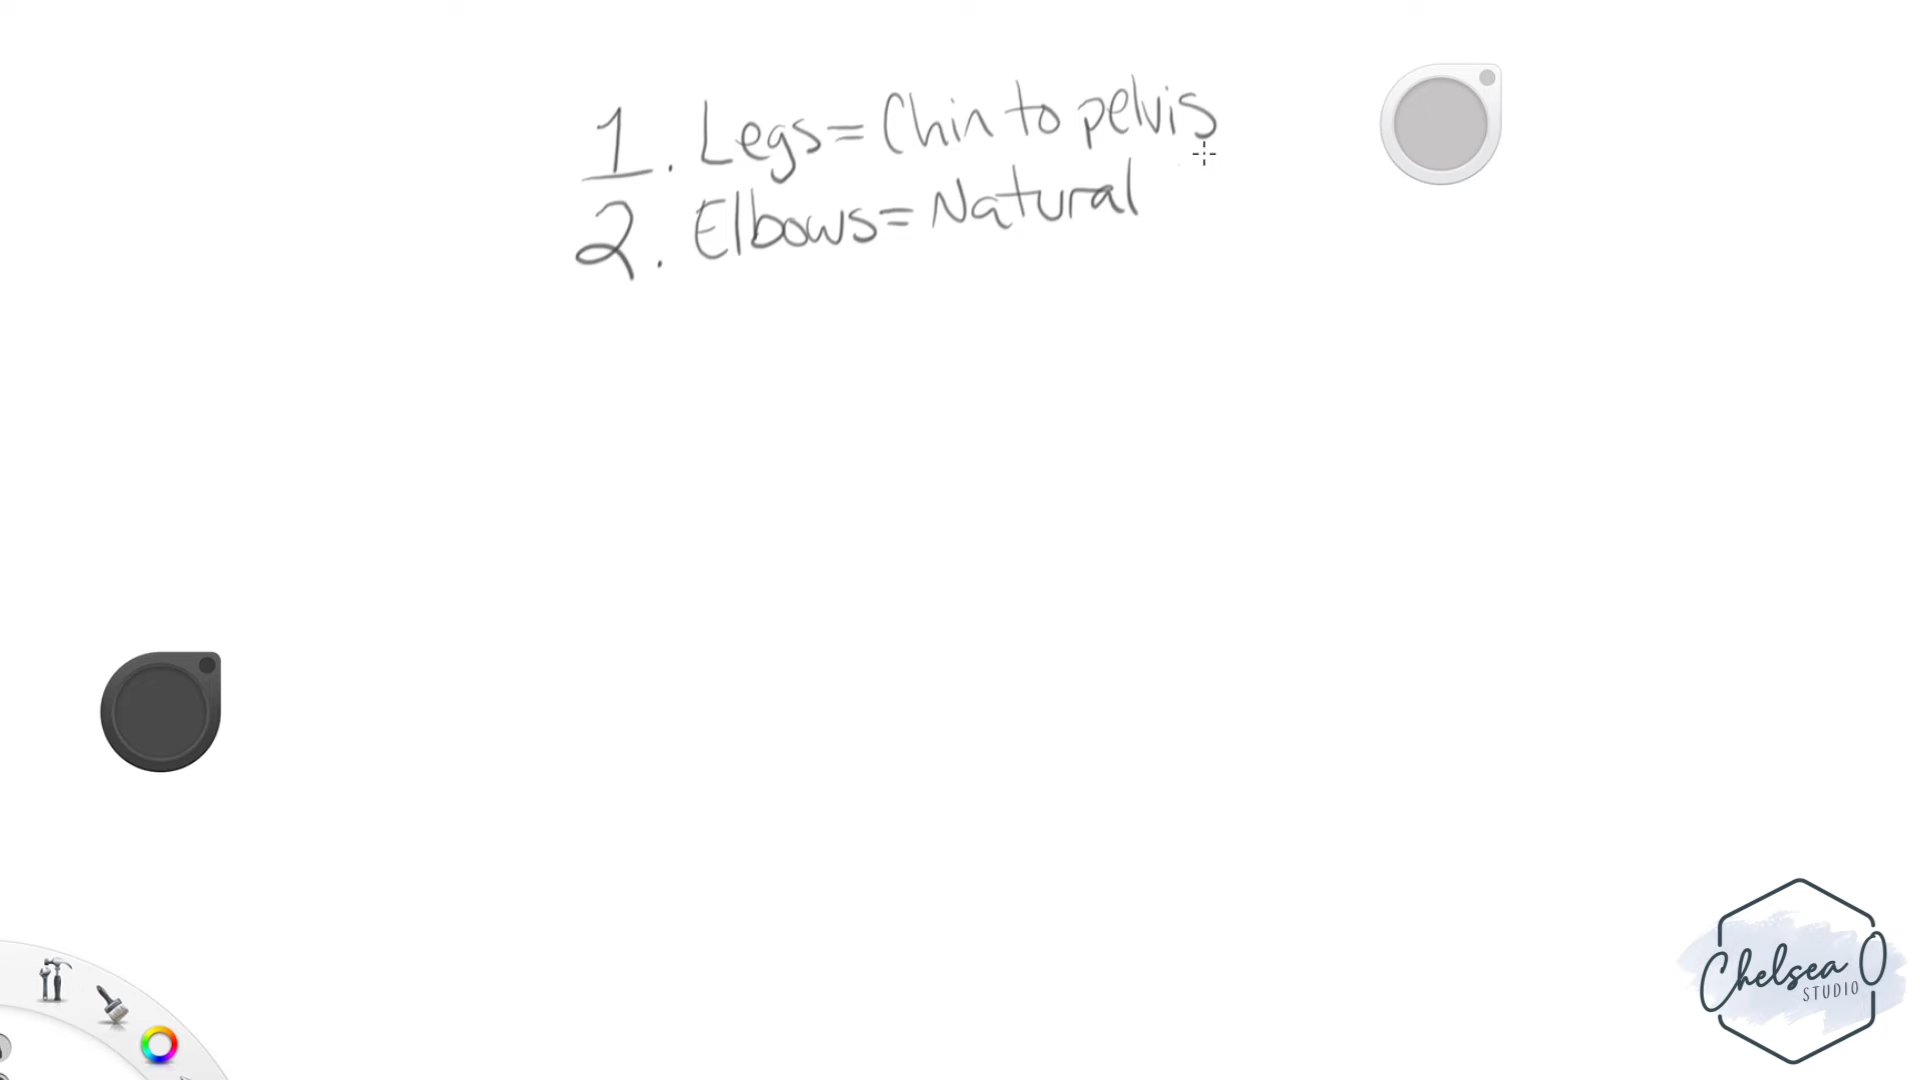 1. Legs= Chin to pelvis
2. Elbows= Natural
Chelsea O
STUDIO